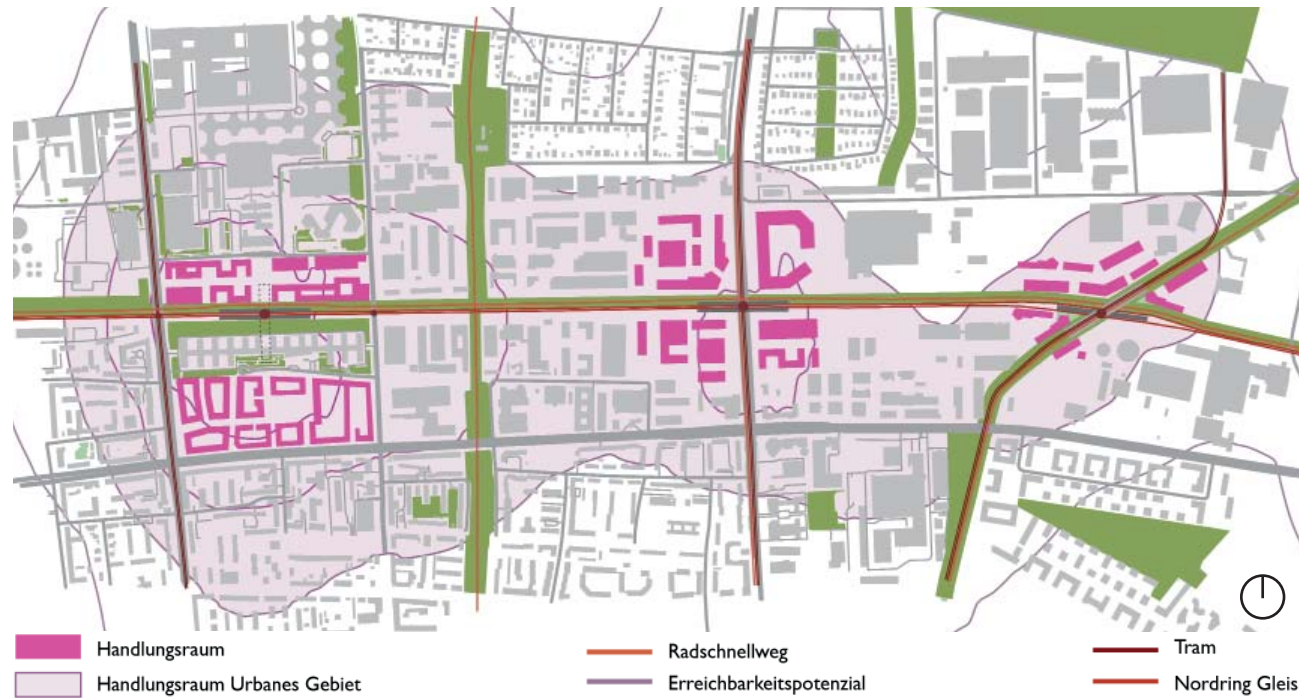 Handlungsraum
Handlungsraum Urbanes Gebiet
Radschnellweg
Erreichbarkeitspotenzial
Tram
Nordring Gleis